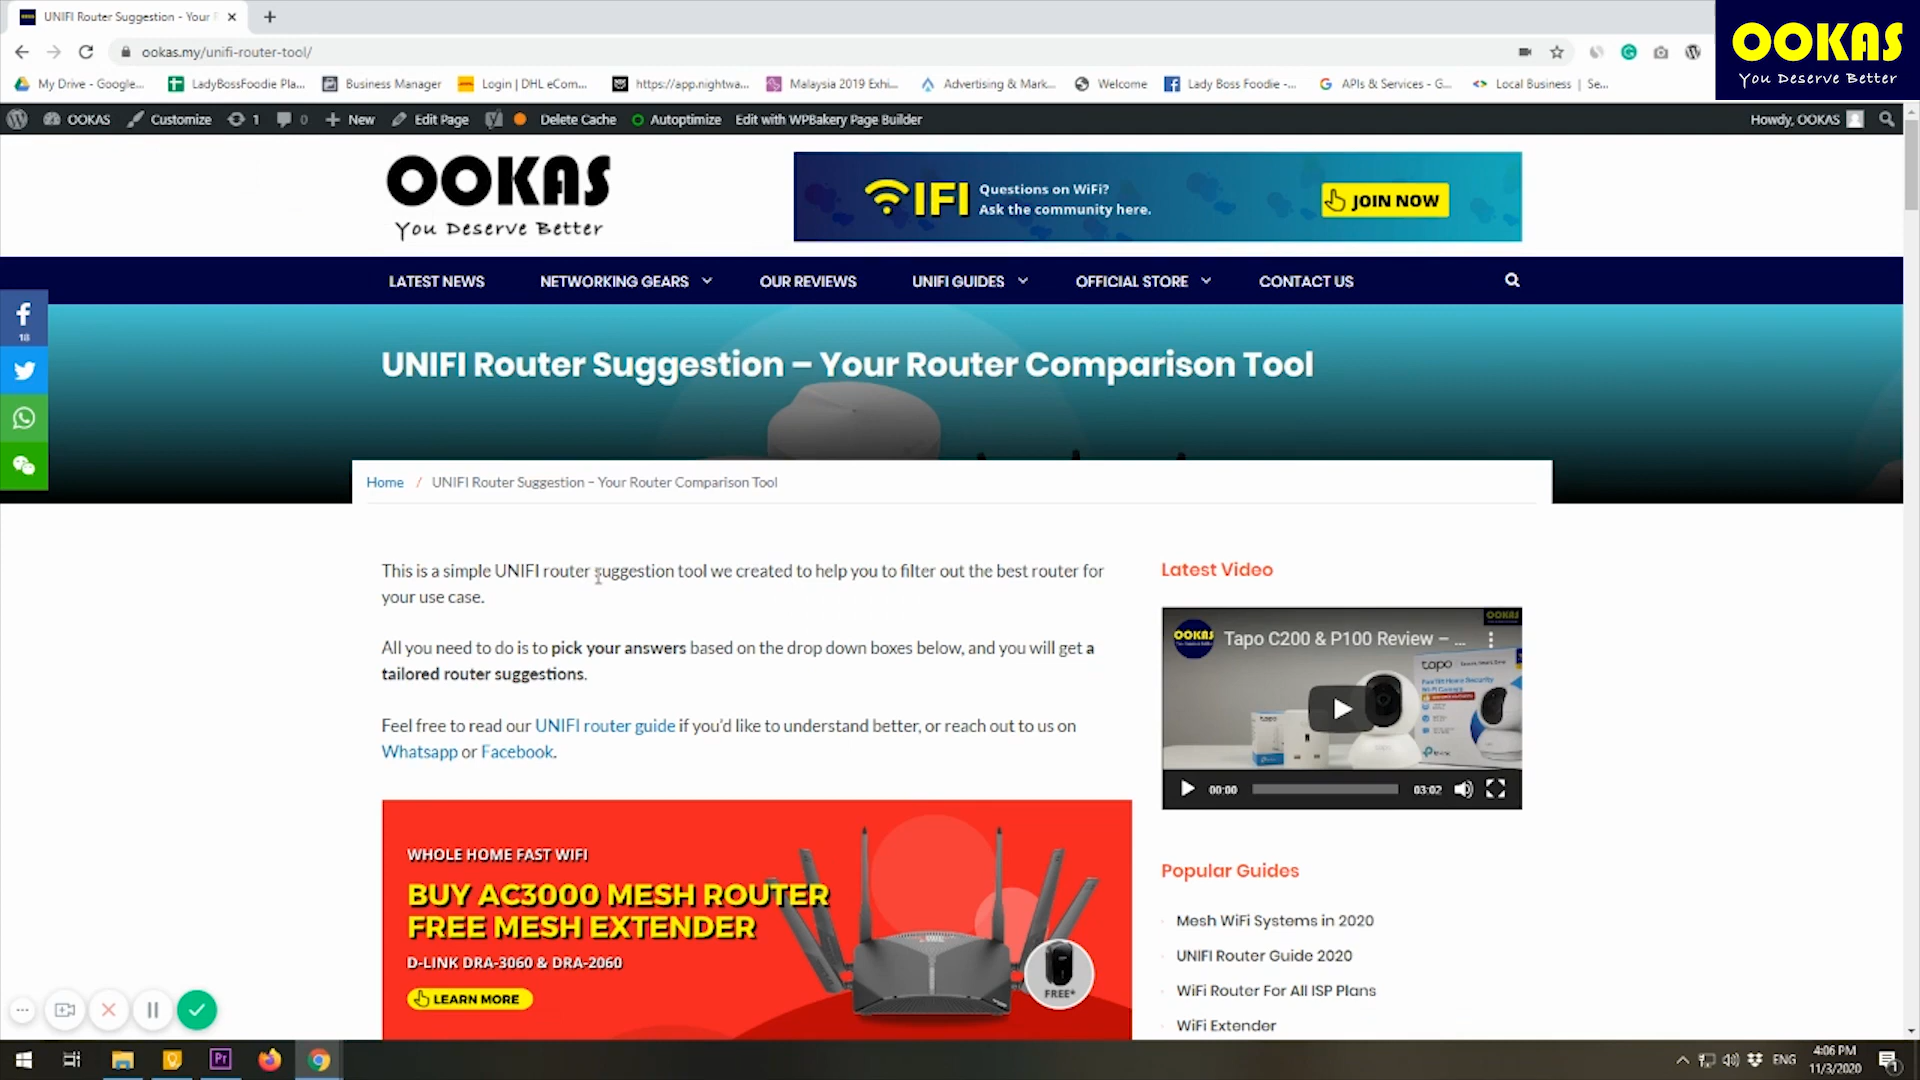 UNIFI Router Suggestion - Your F
OOKAS
You Deserve Better
ookas.my/unifi-router-tool/
My Drive - Google...
LadyBossFoodie Pla...
Business Manager
Login | DHL eCom...
https://app.nightwa...
Malaysia 2019 Exhi...
Advertising & Mark...
Welcome
Lady Boss Foodie -...
APIs & Services - G...
Local Business | Se...
OOKAS
Customize
1
0
New
Edit Page
Delete Cache
Autoptimize
Edit with WPBakery Page Builder
Howdy, OOKAS
OOKAS
You Deserve Better
IFI
Questions on WiFi?
Ask the community here.
JOIN NOW
LATEST NEWS
NETWORKING GEARS
OUR REVIEWS
UNIFI GUIDES
OFFICIAL STORE
CONTACT US
18
UNIFI Router Suggestion – Your Router Comparison Tool
Home / UNIFI Router Suggestion – Your Router Comparison Tool
This is a simple UNIFI router suggestion tool we created to help you to filter out the best router for
your use case.
All you need to do is to pick your answers based on the drop down boxes below, and you will get a
tailored router suggestions.
Feel free to read our UNIFI router guide if you'd like to understand better, or reach out to us on
Whatsapp or Facebook.
WHOLE HOME FAST WIFI
BUY AC3000 MESH ROUTER
FREE MESH EXTENDER
D-LINK DRA-3060 & DRA-2060
LEARN MORE
FREE*
Latest Video
OOKAS
OOKAS
Tapo C200 & P100 Review – ...
tapo
tapo
00:00
03:02
Popular Guides
Mesh WiFi Systems in 2020
UNIFI Router Guide 2020
WiFi Router For All ISP Plans
WiFi Extender
Pr
ENG
4:06 PM
11/3/2020
1